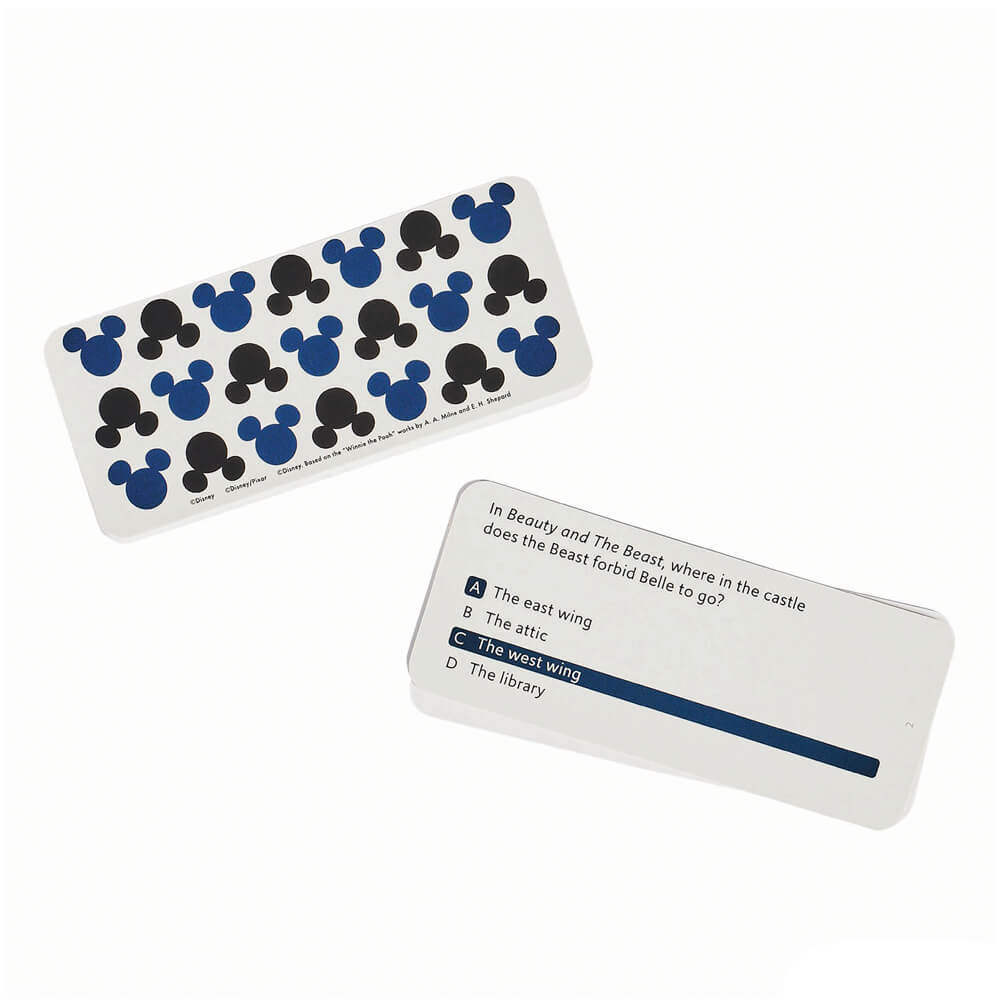 ©Disney ©Disney/Pixar ©Disney. Based on the "Winnie the Pooh" works by A. A. Milne and E. H. Shepard
In Beauty and The Beast, where in the castle
does the Beast forbid Belle to go?
A The east wing
B The attic
C The west wing
D The library
2